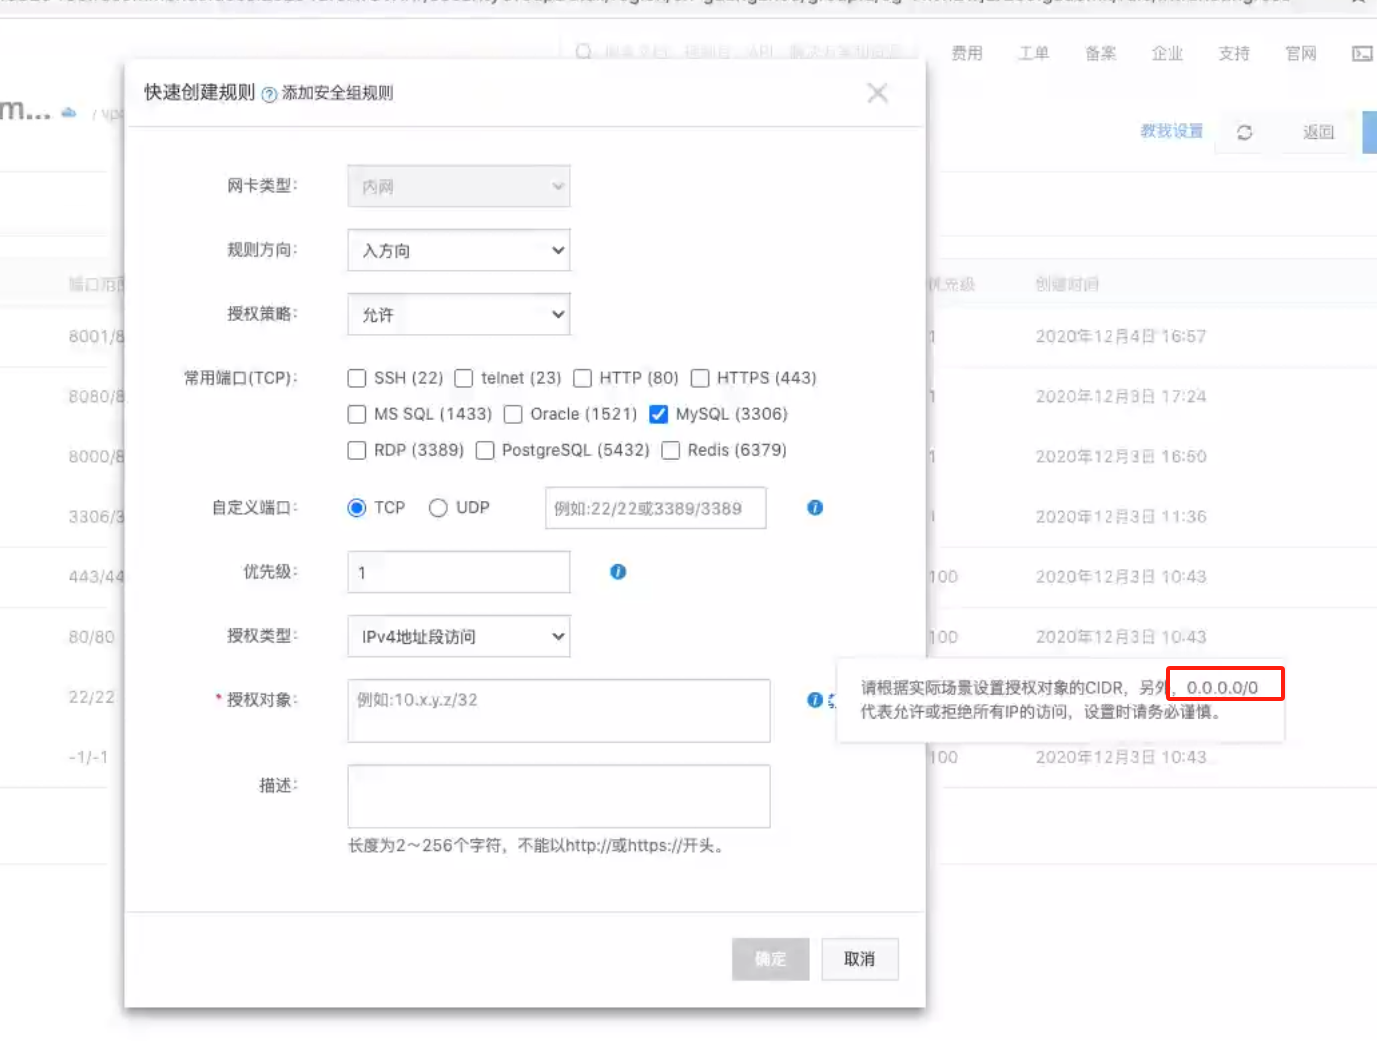 费用 工单 备案 企业 支持 官网
m...
/ vp
教我设置 返回
快速创建规则 ? 添加安全组规则
网卡类型： 内网
规则方向： 入方向
授权策略： 允许
常用端口(TCP)： SSH (22) telnet (23) HTTP (80) HTTPS (443)
MS SQL (1433) Oracle (1521) MySQL (3306)
RDP (3389) PostgreSQL (5432) Redis (6379)
自定义端口： TCP UDP 例如:22/22或3389/3389 i
优先级： 1 i
授权类型： IPv4地址段访问
* 授权对象： 例如:10.x.y.z/32 i
请根据实际场景设置授权对象的CIDR，另外，0.0.0.0/0
代表允许或拒绝所有IP的访问，设置时请务必谨慎。
描述：
长度为2～256个字符，不能以http://或https://开头。
确定 取消
端口范围 优先级 创建时间
8001/8 1 2020年12月4日 16:57
8080/8 1 2020年12月3日 17:24
8000/8 1 2020年12月3日 16:50
3306/3 1 2020年12月3日 11:36
443/44 100 2020年12月3日 10:43
80/80 100 2020年12月3日 10:43
22/22
-1/-1 100 2020年12月3日 10:43